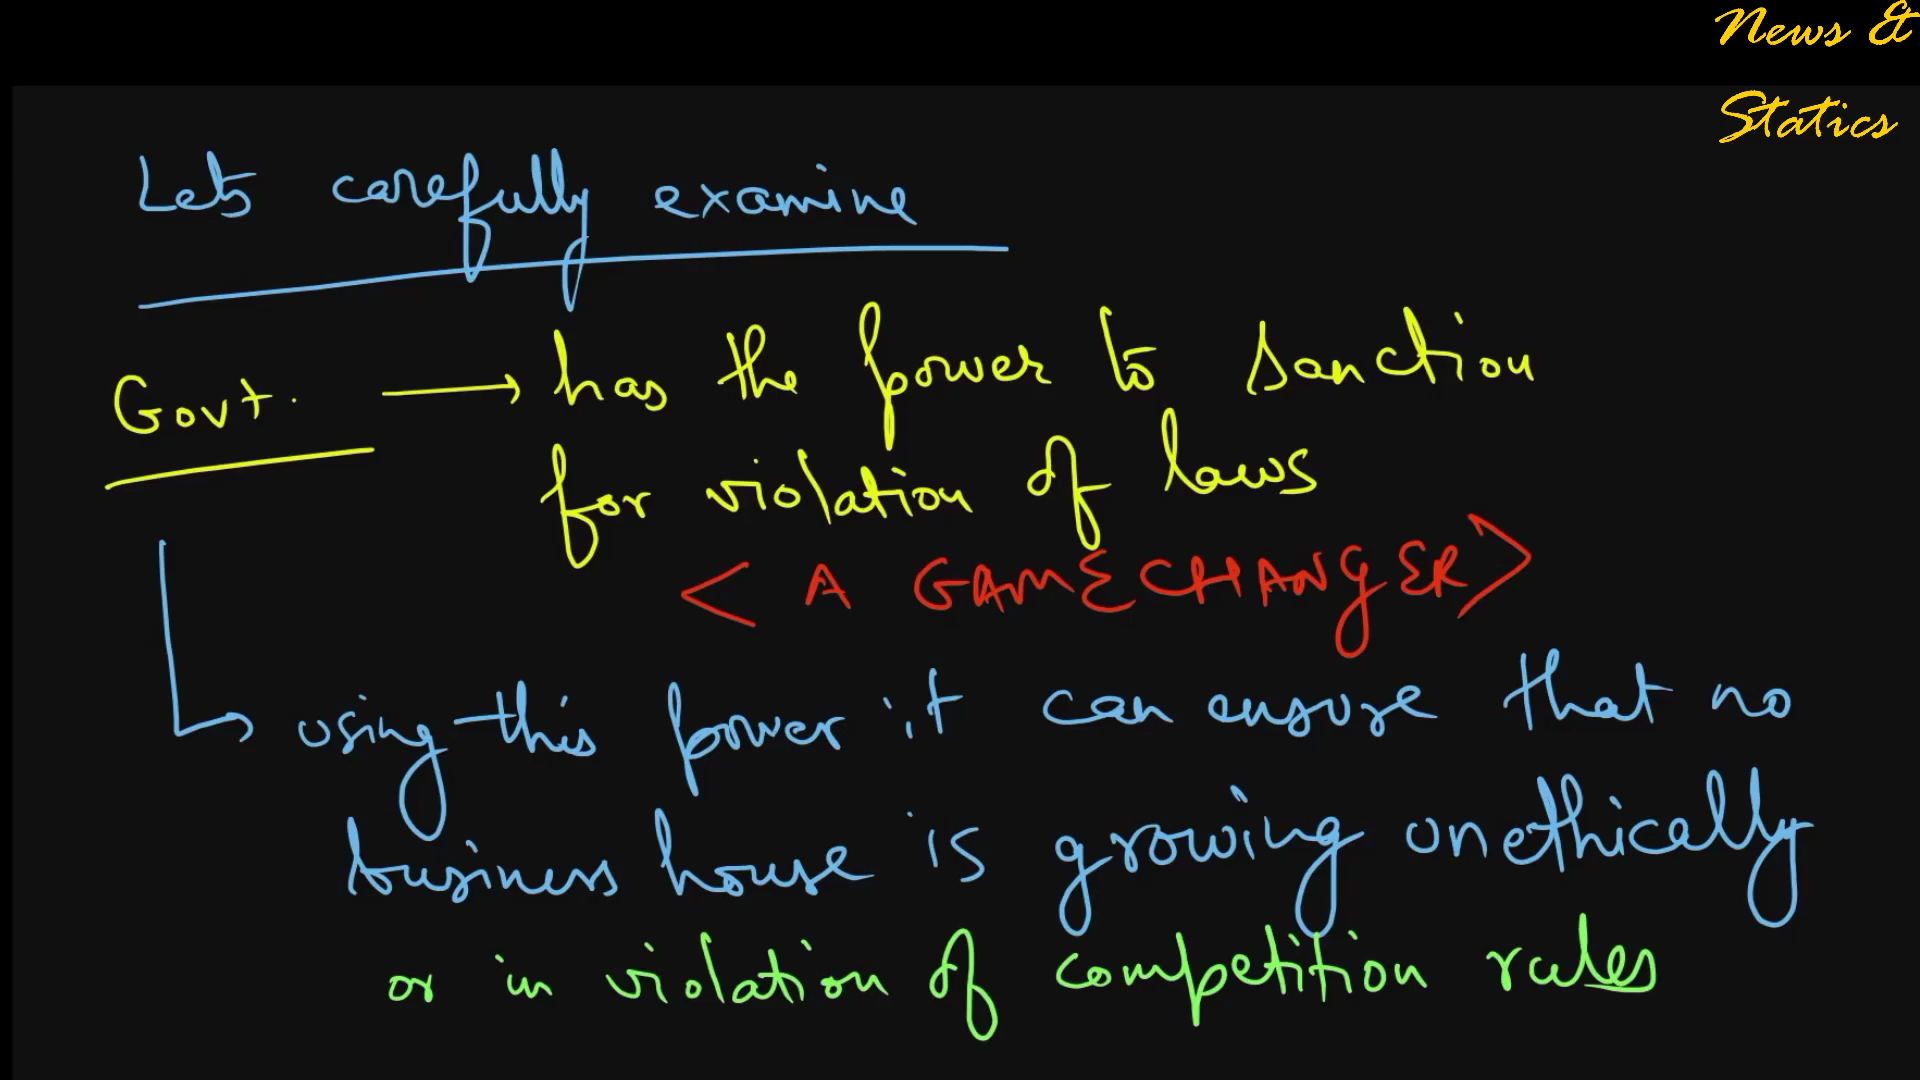 News &
Statics
Lets carefully examine
Govt. → has the power to sanction
for violation of laws
< A GAMECHANGER >
using this power it can ensure that no
business house is growing unethically
or in violation of competition rules